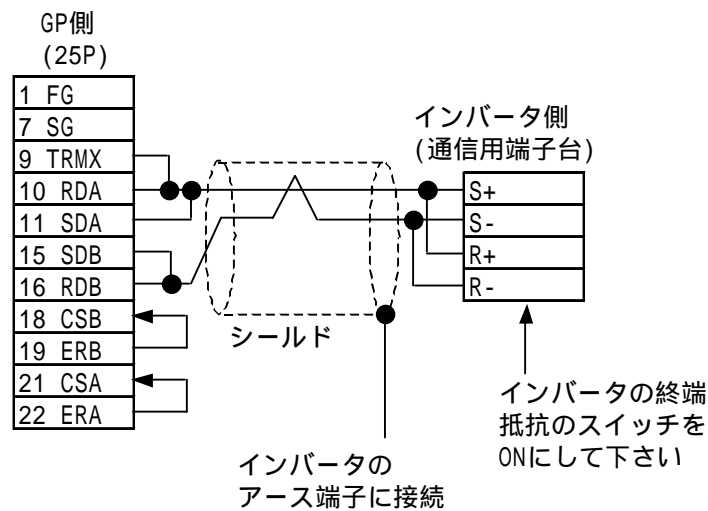 GP側
(25P)
1 FG
7 SG
9 TRMX
10 RDA
11 SDA
15 SDB
16 RDB
18 CSB
19 ERB
21 CSA
22 ERA
シールド
インバータの
アース端子に接続
インバータ側
(通信用端子台)
S+
S-
R+
R-
インバータの終端
抵抗のスイッチを
ONにして下さい